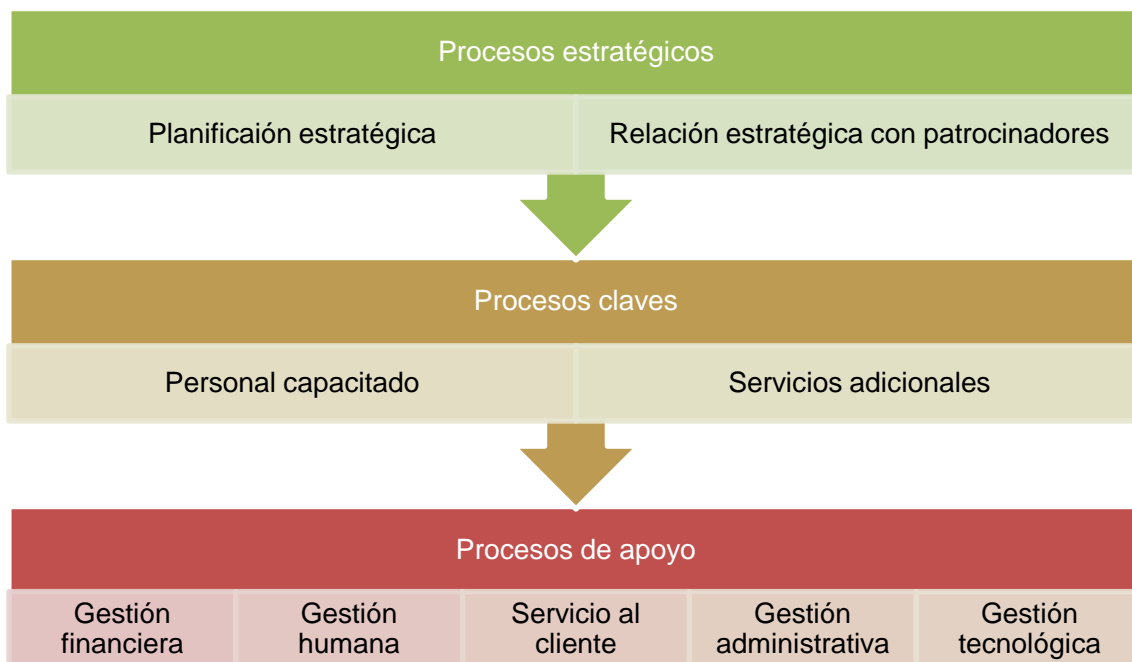 Procesos estratégicos
Planificaión estratégica
Relación estratégica con patrocinadores
Procesos claves
Personal capacitado
Servicios adicionales
Procesos de apoyo
Gestión
financiera
Gestión
humana
Servicio al
cliente
Gestión
administrativa
Gestión
tecnológica